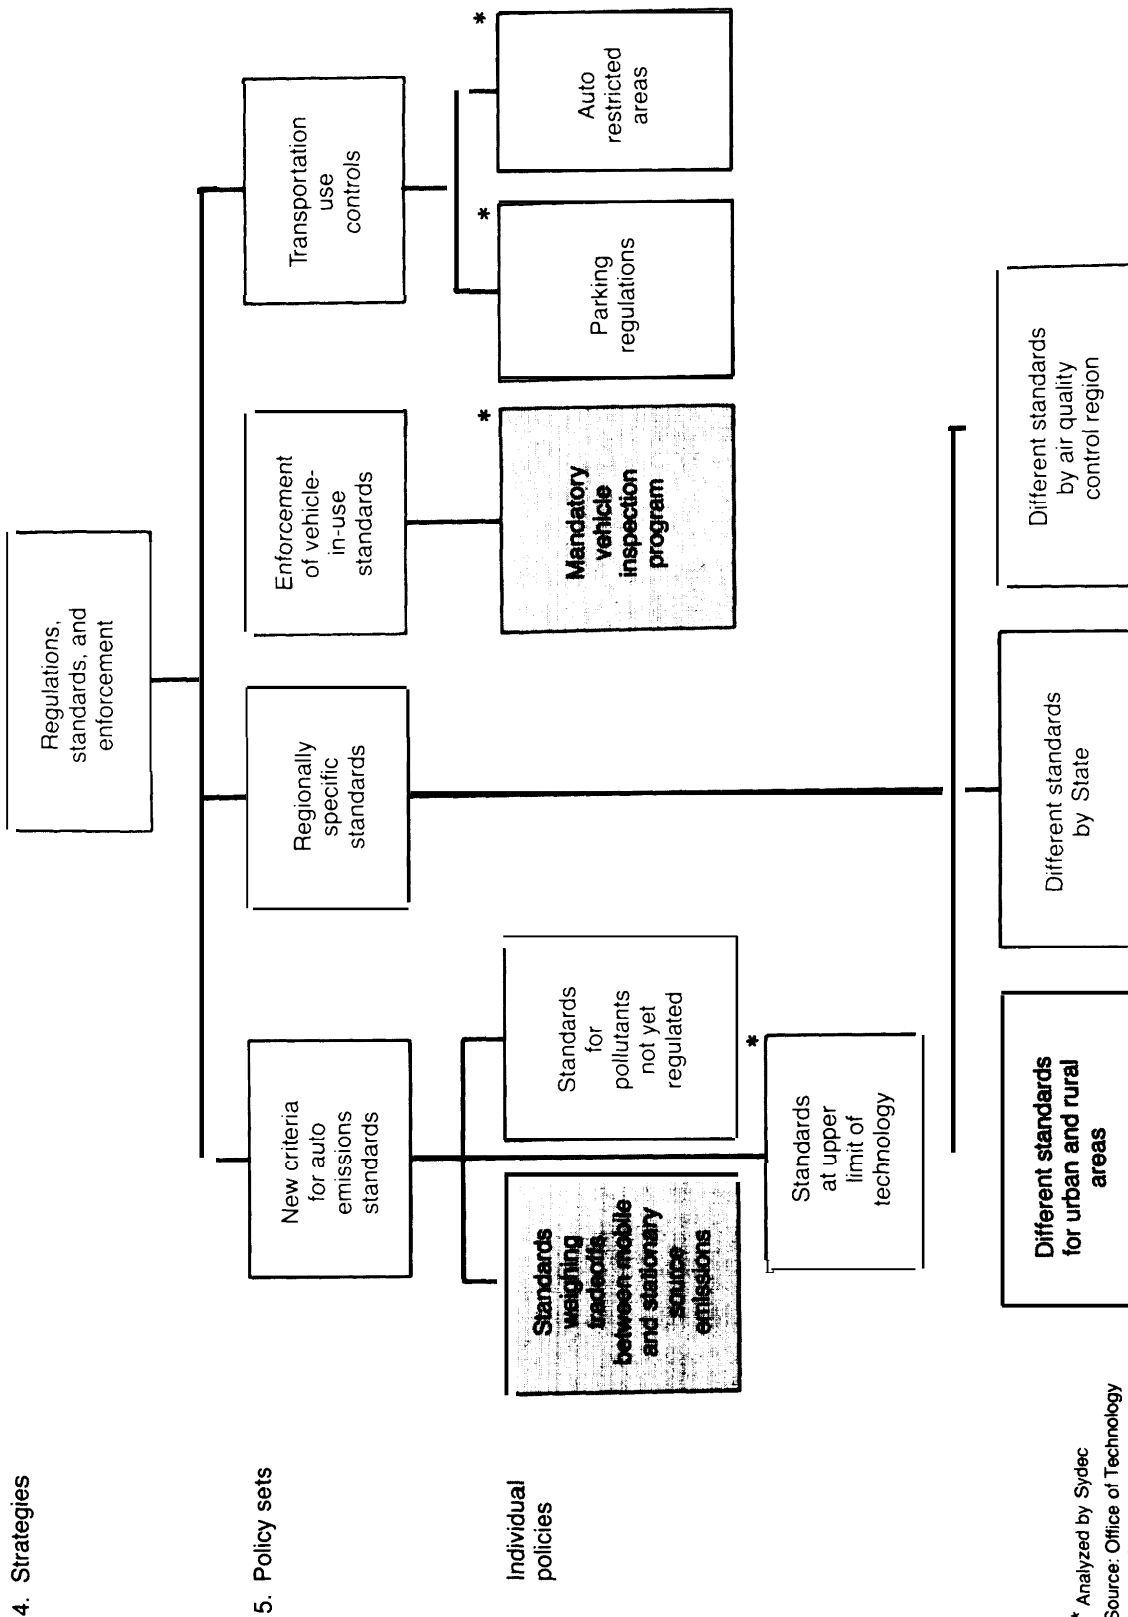 4. Strategies
Regulations,
standards, and
enforcement
5. Policy sets
New criteria
for auto
emissions
standards
Regionally
specific
standards
Enforcement
of vehicle-
in-use
standards
Transportation
use
controls
Individual
policies
Standards
weighing
tradeoffs
between mobile
and stationary
source
emissions
Standards
for
pollutants
not yet
regulated
*
Mandatory
vehicle
inspection
program
*
Parking
regulations
*
Auto
restricted
areas
*
Standards
at upper
limit of
technology
Different standards
for urban and rural
areas
Different standards
by State
Different standards
by air quality
control region
* Analyzed by Sydec
Source: Office of Technology